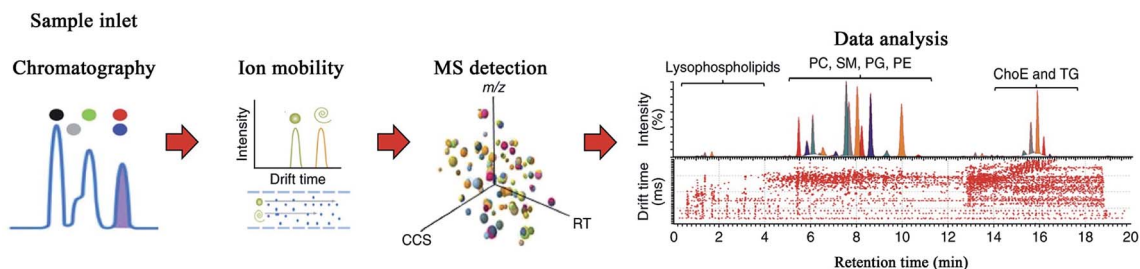 Sample inlet
Chromatography
Ion mobility
Intensity
Drift time
MS detection
m/z
CCS
RT
Data analysis
Lysophospholipids
PC, SM, PG, PE
ChoE and TG
Intensity
(%)
Drift time
(ms)
0 2 4 6 8 10 12 14 16 18 20
Retention time (min)